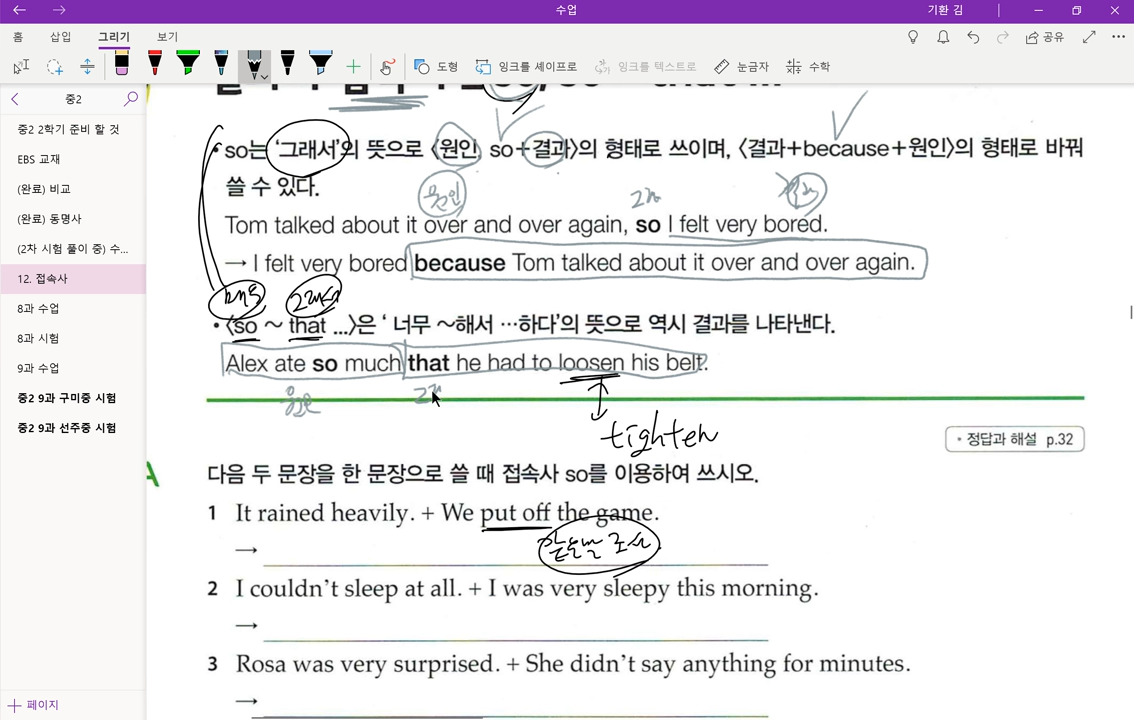 수업
기환 김
홈 삽입 그리기 보기
공유
도형 잉크를 셰이프로 잉크를 텍스트로 눈금자 수학
중2
중2 2학기 준비 할 것
EBS 교재
(완료) 비교
(완료) 동명사
(2차 시험 풀이 중) 수...
12. 접속사
8과 수업
8과 시험
9과 수업
중2 9과 구미중 시험
중2 9과 선주중 시험
페이지
• so는 '그래서'의 뜻으로 〈원인, so+결과〉의 형태로 쓰이며, 〈결과+because+원인〉의 형태로 바꿔
쓸 수 있다.
원인
Tom talked about it over and over again, so I felt very bored.
→ I felt very bored because Tom talked about it over and over again.
• 〈so ~ that ...〉은 ' 너무 ~해서 …하다'의 뜻으로 역시 결과를 나타낸다.
Alex ate so much that he had to loosen his belt.
tighten
• 정답과 해설 p.32
A 다음 두 문장을 한 문장으로 쓸 때 접속사 so를 이용하여 쓰시오.
1 It rained heavily. + We put off the game.
→
2 I couldn't sleep at all. + I was very sleepy this morning.
→
3 Rosa was very surprised. + She didn't say anything for minutes.
→